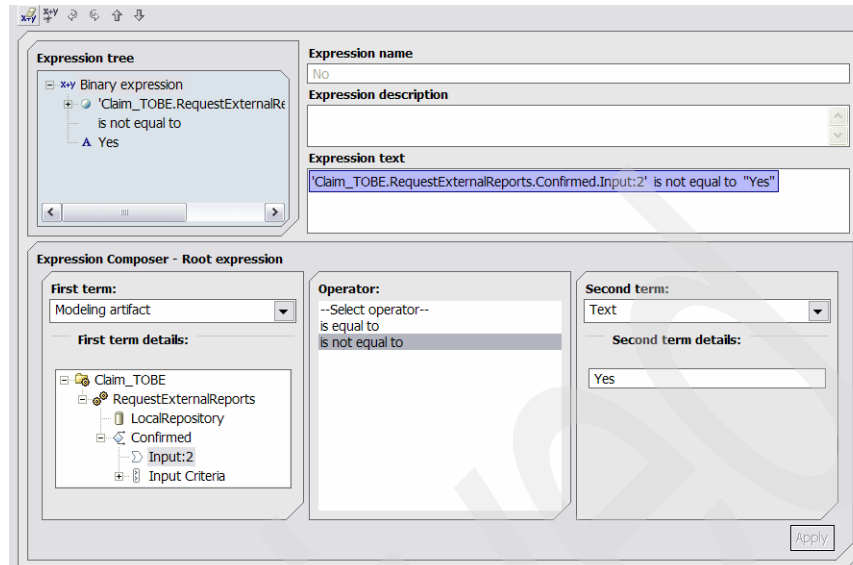 x+y x+y
Expression tree
x+y Binary expression
'Claim_TOBE.RequestExternalRe
is not equal to
A Yes
Expression name
No
Expression description
Expression text
'Claim_TOBE.RequestExternalReports.Confirmed.Input:2' is not equal to "Yes"
Expression Composer - Root expression
First term:
Modeling artifact
First term details:
Claim_TOBE
RequestExternalReports
LocalRepository
Confirmed
Input:2
Input Criteria
Operator:
--Select operator--
is equal to
is not equal to
Second term:
Text
Second term details:
Yes
Apply